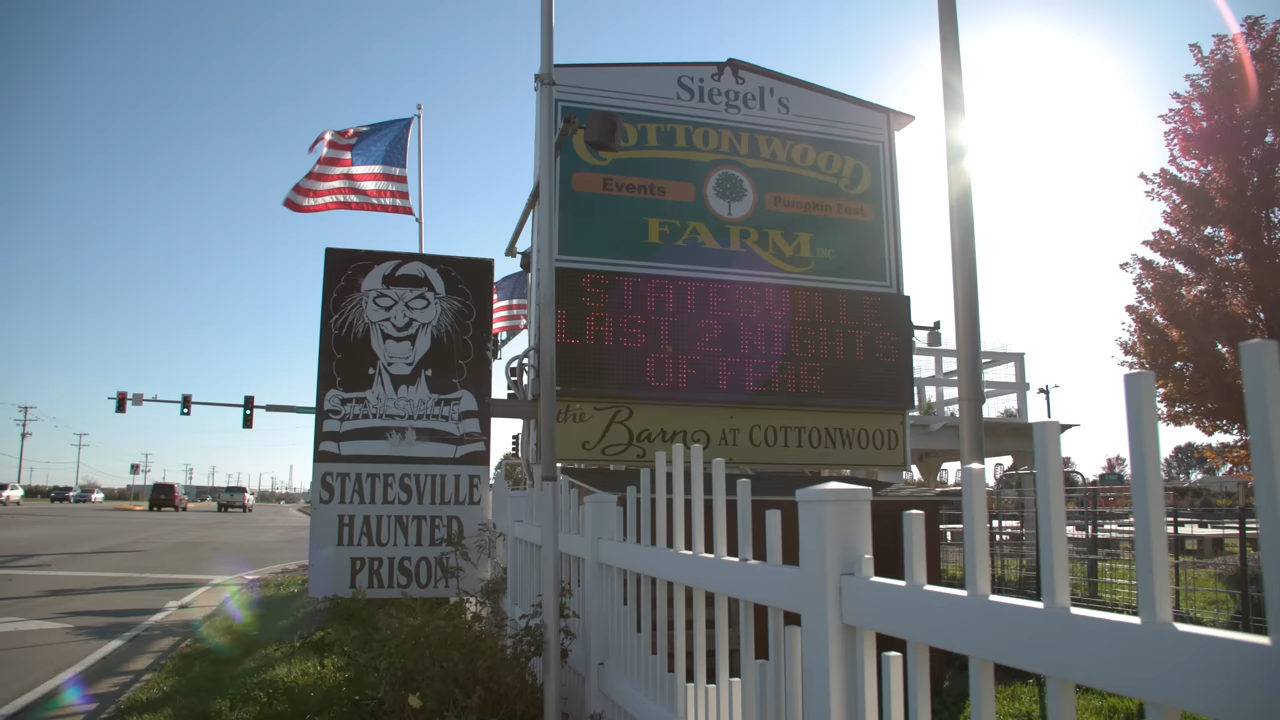 Siegel's
COTTONWOOD
Events
Pumpkin Fest
FARM INC.
STATESVILLE
LAST 2 NIGHTS
OF FEAR
the Barn AT COTTONWOOD
STATESVILLE
STATESVILLE
HAUNTED
PRISON